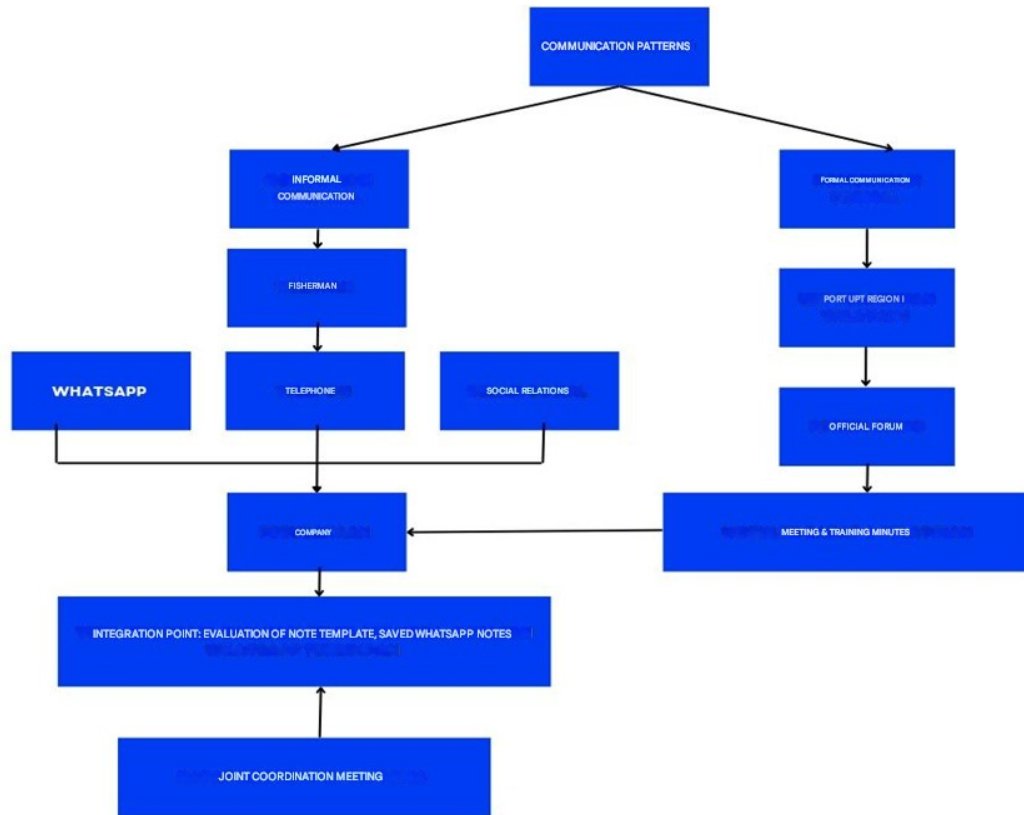 COMMUNICATION PATTERNS
INFORMAL
COMMUNICATION
FORMAL COMMUNICATION
FISHERMAN
PORT UPT REGION I
WHATSAPP
TELEPHONE
SOCIAL RELATIONS
OFFICIAL FORUM
COMPANY
MEETING & TRAINING MINUTES
INTEGRATION POINT: EVALUATION OF NOTE TEMPLATE, SAVED WHATSAPP NOTES
JOINT COORDINATION MEETING